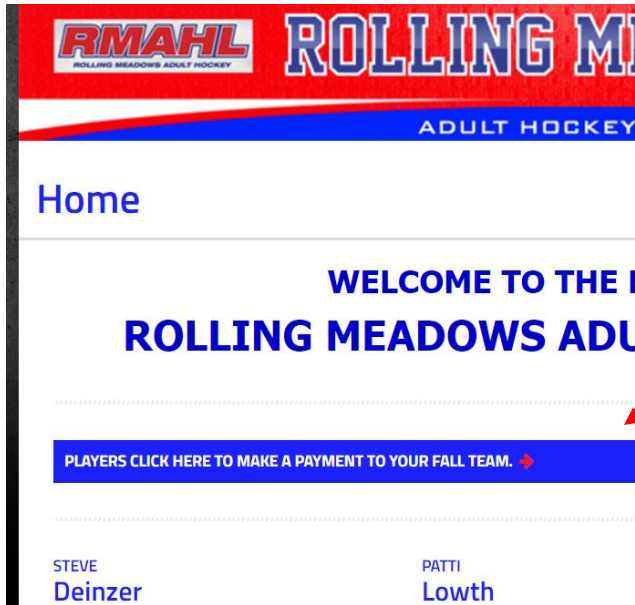 RMAHL
ROLLING MEADOWS ADULT HOCKEY
ROLLING
ADULT HOCKEY
Home
WELCOME TO THE
ROLLING MEADOWS
PLAYERS CLICK HERE TO MAKE A PAYMENT TO YOUR FALL TEAM.
STEVE
Deinzer
PATTI
Lowth